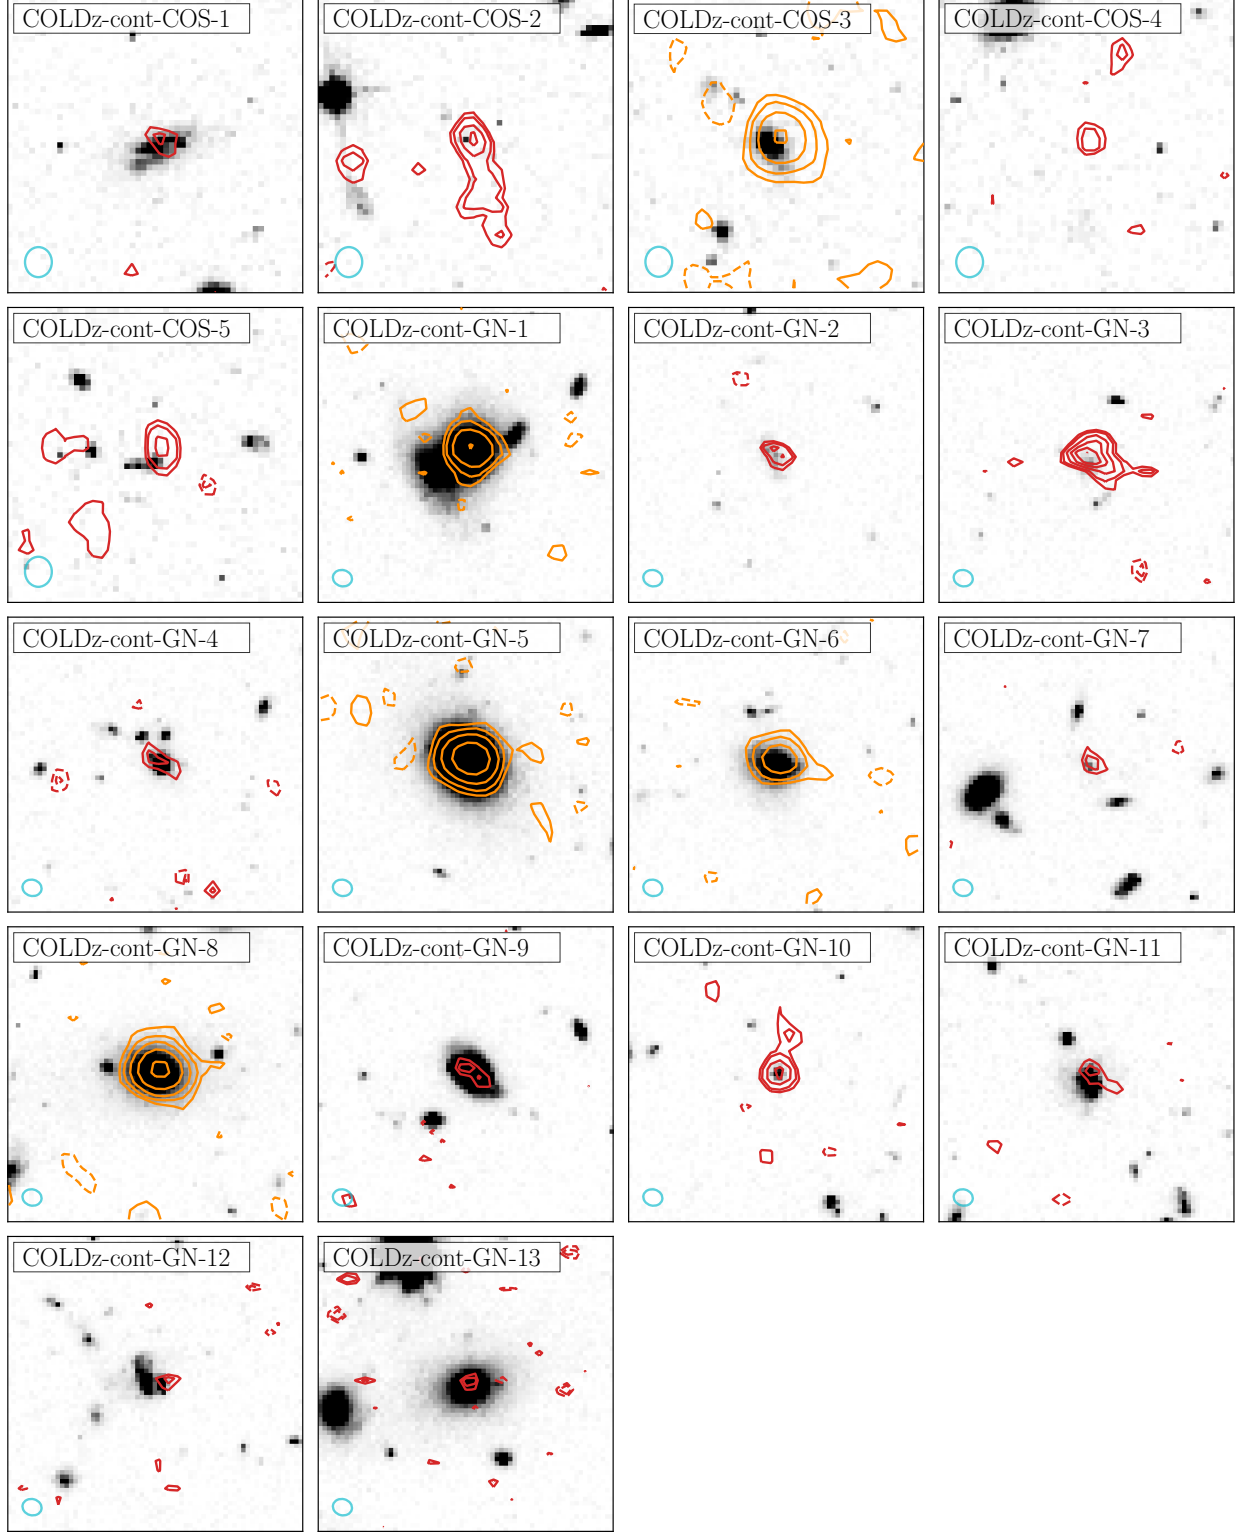 COLDz-cont-COS-1
COLDz-cont-COS-2
COLDz-cont-COS-3
COLDz-cont-COS-4
COLDz-cont-COS-5
COLDz-cont-GN-1
COLDz-cont-GN-2
COLDz-cont-GN-3
COLDz-cont-GN-4
COLDz-cont-GN-5
COLDz-cont-GN-6
COLDz-cont-GN-7
COLDz-cont-GN-8
COLDz-cont-GN-9
COLDz-cont-GN-10
COLDz-cont-GN-11
COLDz-cont-GN-12
COLDz-cont-GN-13